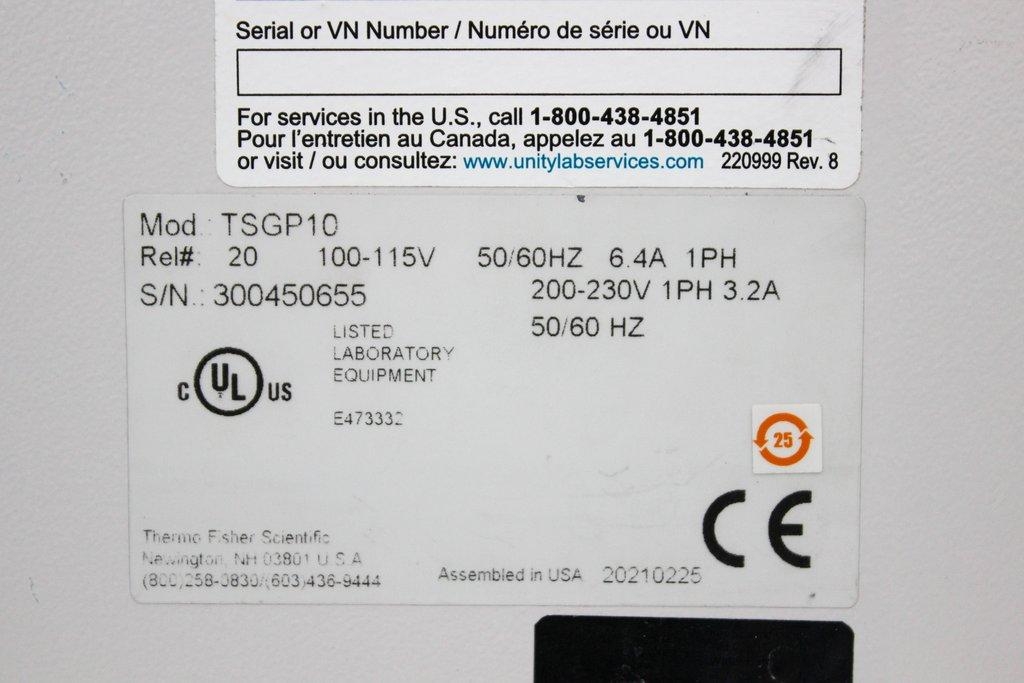 Serial or VN Number / Numéro de série ou VN
For services in the U.S., call 1-800-438-4851
Pour l'entretien au Canada, appelez au 1-800-438-4851
or visit / ou consultez: www.unitylabservices.com 220999 Rev. 8
Mod.: TSGP10
Rel#: 20 100-115V 50/60HZ 6.4A 1PH
S/N.: 300450655 200-230V 1PH 3.2A
50/60 HZ
LISTED
LABORATORY
EQUIPMENT
C UL US
E473332
25
CE
Thermo Fisher Scientific
Newington, NH 03801 U.S.A
(800)258-0830/(603)436-9444
Assembled in USA 20210225